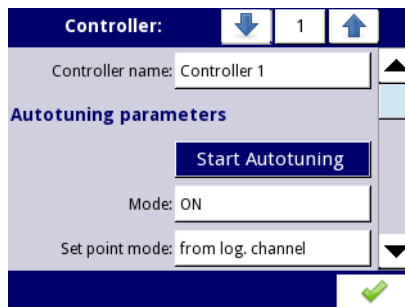 Controller: 1
Controller name: Controller 1
Autotuning parameters
Start Autotuning
Mode: ON
Set point mode: from log. channel